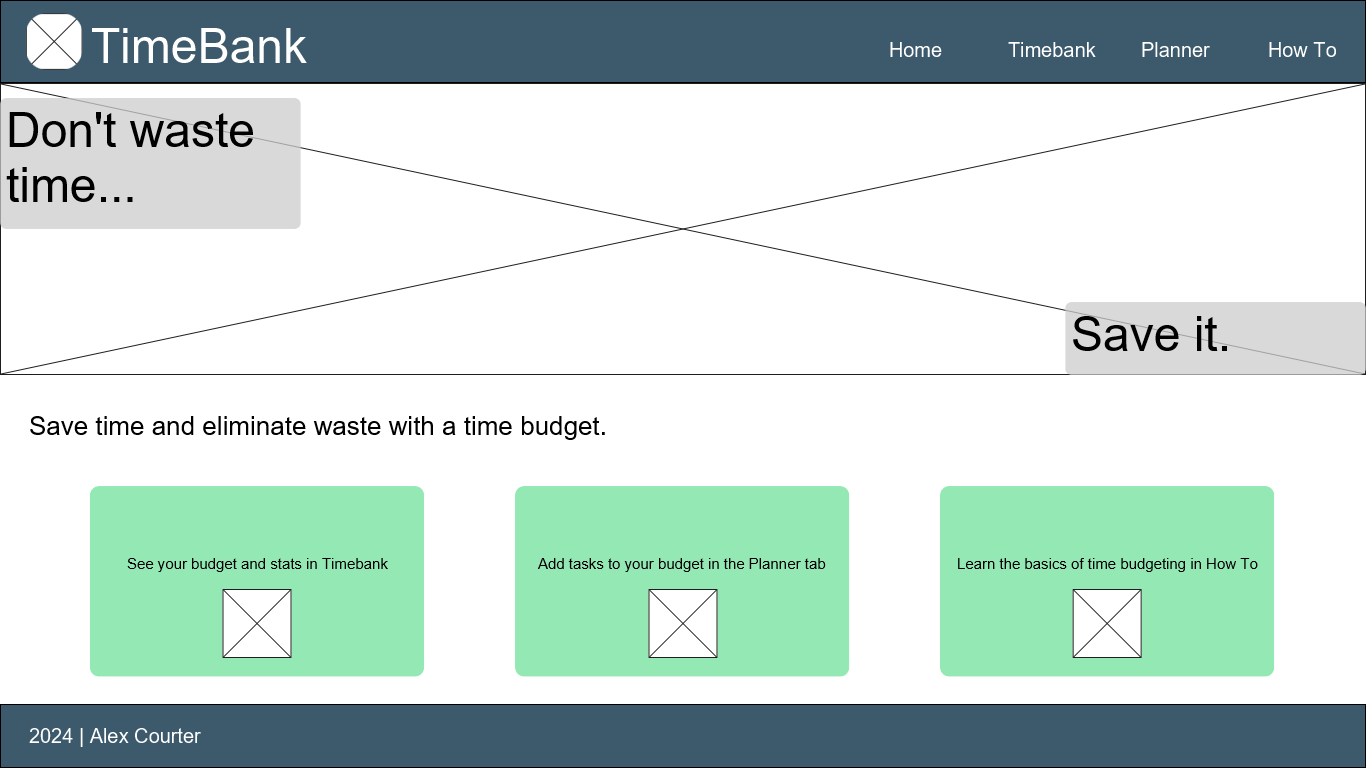 TimeBank
Home Timebank Planner How To
Don't waste
time...
Save it.
Save time and eliminate waste with a time budget.
See your budget and stats in Timebank
Add tasks to your budget in the Planner tab
Learn the basics of time budgeting in How To
2024 | Alex Courter